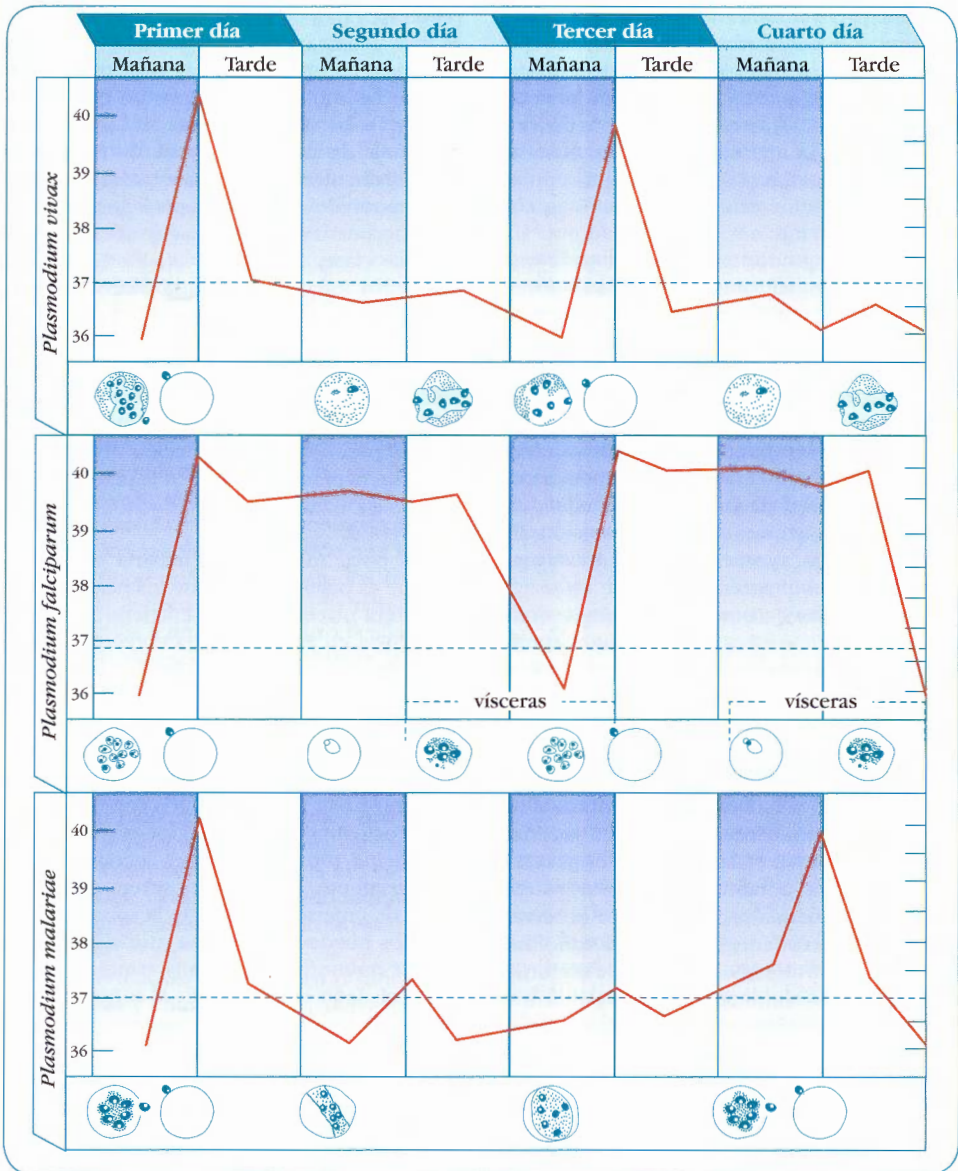 Primer día Segundo día Tercer día Cuarto día
Mañana Tarde Mañana Tarde Mañana Tarde Mañana Tarde
Plasmodium vivax
40
39
38
37
36
Plasmodium falciparum
40
39
38
37
36
vísceras vísceras
Plasmodium malariae
40
39
38
37
36